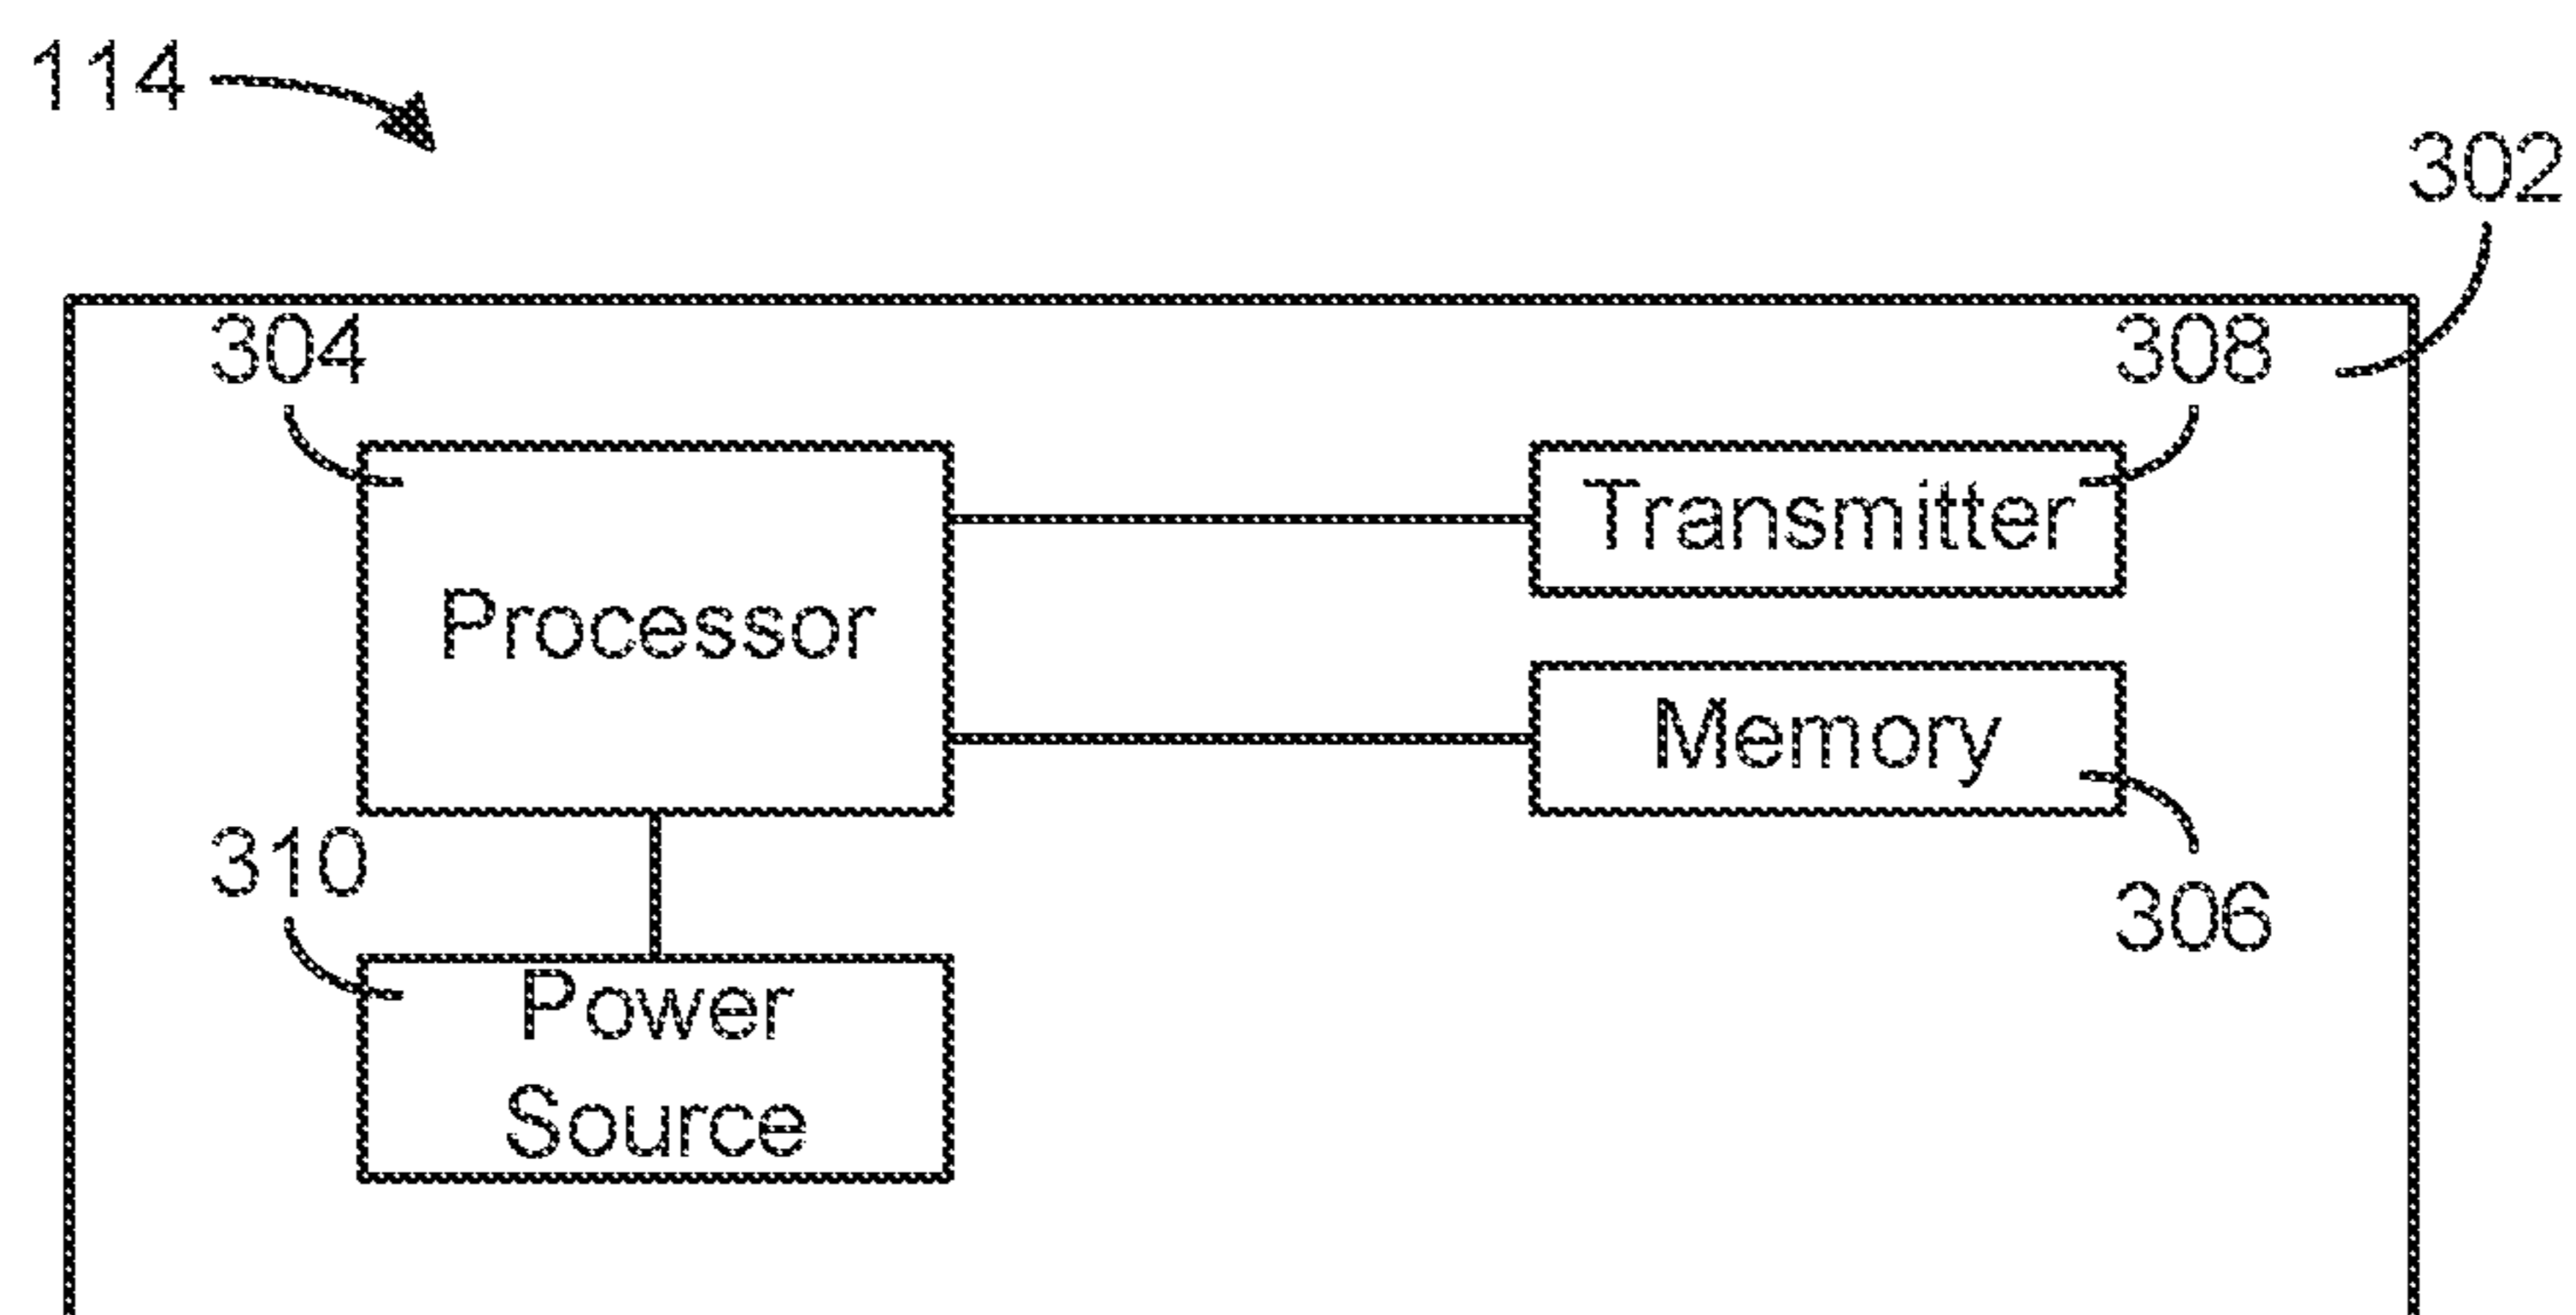 114
302
304
308
Transmitter
Processor
Memory
310
306
Power
Source